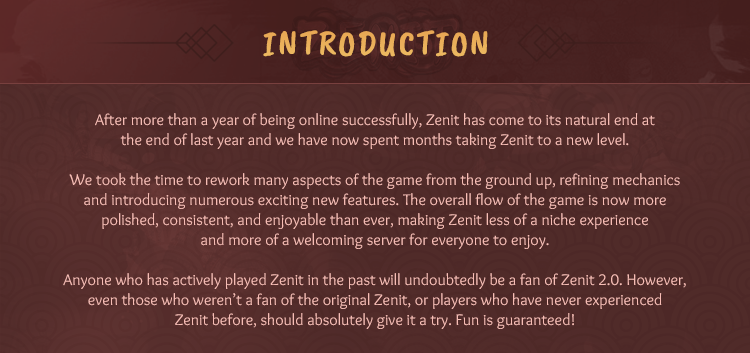 INTRODUCTION
After more than a year of being online successfully, Zenit has come to its natural end at
the end of last year and we have now spent months taking Zenit to a new level.
We took the time to rework many aspects of the game from the ground up, refining mechanics
and introducing numerous exciting new features. The overall flow of the game is now more
polished, consistent, and enjoyable than ever, making Zenit less of a niche experience
and more of a welcoming server for everyone to enjoy.
Anyone who has actively played Zenit in the past will undoubtedly be a fan of Zenit 2.0. However,
even those who weren't a fan of the original Zenit, or players who have never experienced
Zenit before, should absolutely give it a try. Fun is guaranteed!